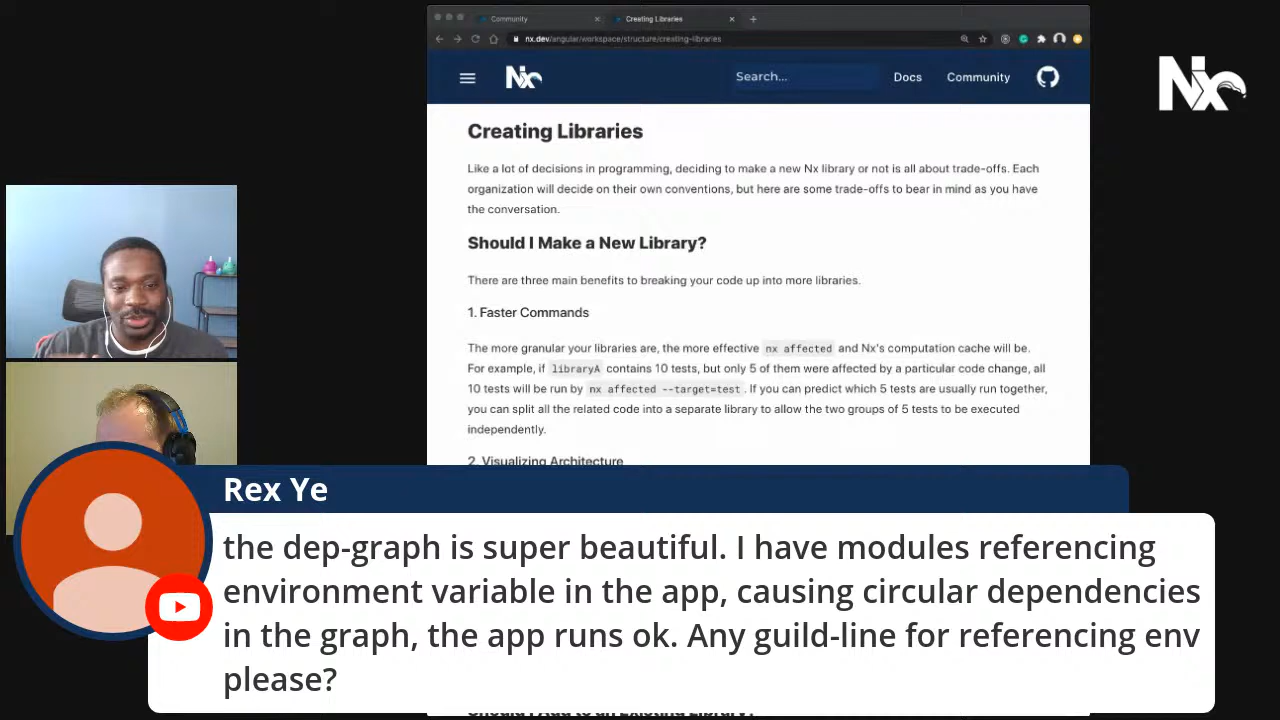 Community
Creating Libraries
nx.dev/angular/workspace/structure/creating-libraries
Nx
Search...
Docs
Community
Nx
Creating Libraries
Like a lot of decisions in programming, deciding to make a new Nx library or not is all about trade-offs. Each
organization will decide on their own conventions, but here are some trade-offs to bear in mind as you have
the conversation.
Should I Make a New Library?
There are three main benefits to breaking your code up into more libraries.
1. Faster Commands
The more granular your libraries are, the more effective nx affected and Nx's computation cache will be.
For example, if libraryA contains 10 tests, but only 5 of them were affected by a particular code change, all
10 tests will be run by nx affected --target=test. If you can predict which 5 tests are usually run together,
you can split all the related code into a separate library to allow the two groups of 5 tests to be executed
independently.
2. Visualizing Architecture
Rex Ye
the dep-graph is super beautiful. I have modules referencing
environment variable in the app, causing circular dependencies
in the graph, the app runs ok. Any guild-line for referencing env
please?
Should I Add to an Existing Library?